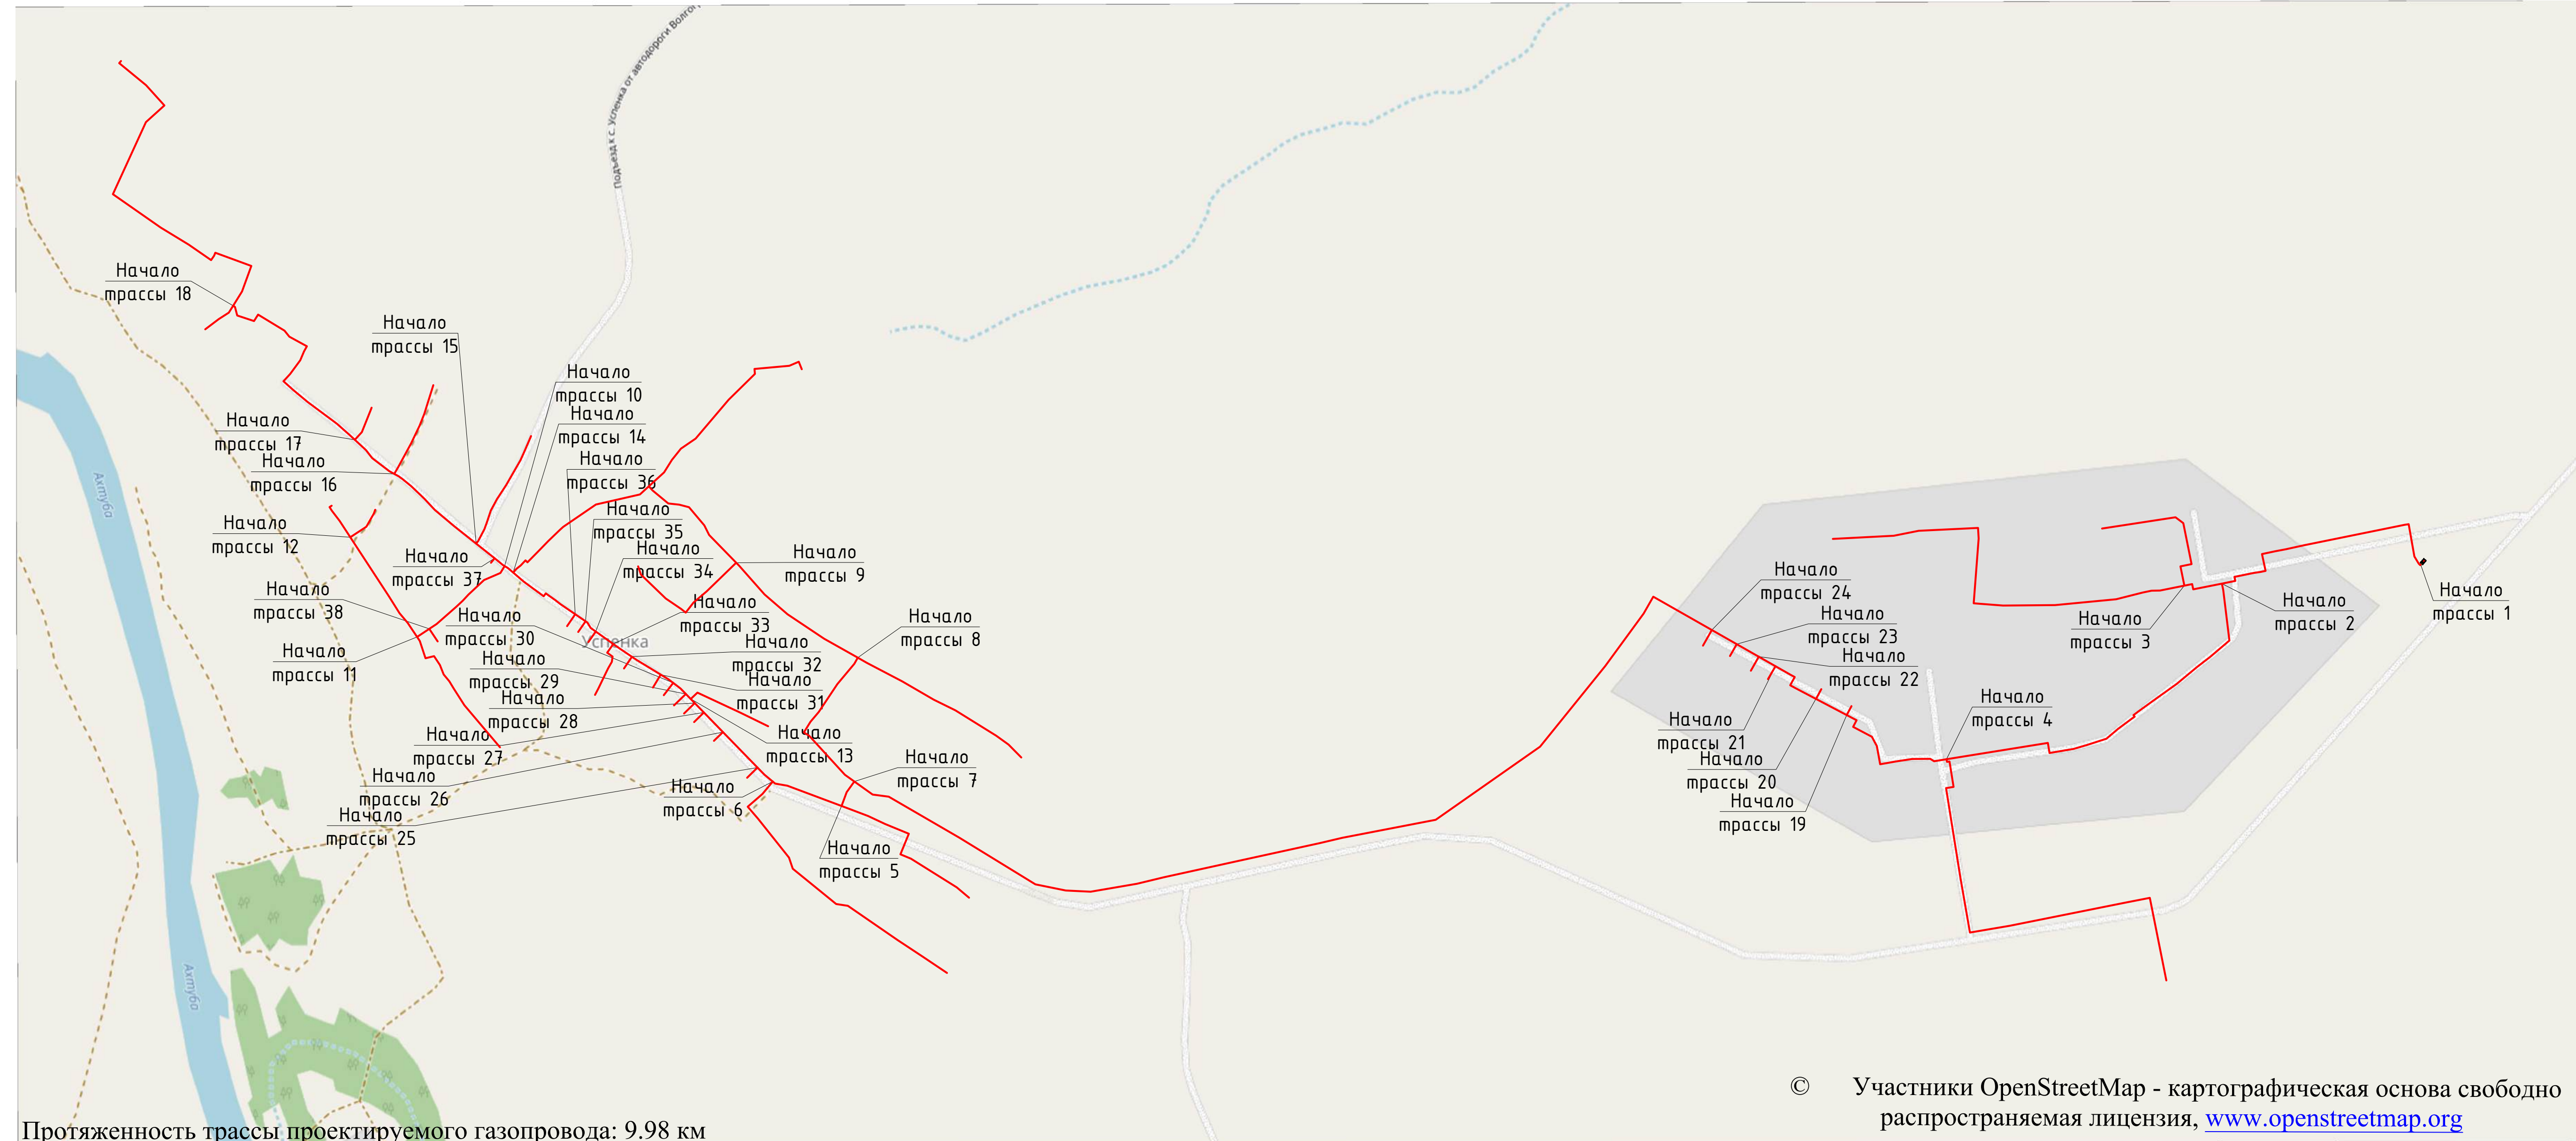 Подъезд к с. Успенка от автодороги
Начало
трассы 18
Начало
трассы 15
Начало
трассы 10
Начало
трассы 14
Начало
трассы 17
Начало
трассы 16
Начало
трассы 36
Ахтуба
Начало
трассы 12
Начало
трассы 35
Начало
трассы 37
Начало
трассы 34
Начало
трассы 9
Начало
трассы 38
Начало
трассы 30
Успенка
Начало
трассы 33
Начало
трассы 8
Начало
трассы 11
Начало
трассы 29
Начало
трассы 32
Начало
трассы 31
Начало
трассы 28
Начало
трассы 27
Начало
трассы 13
Начало
трассы 26
Начало
трассы 6
Начало
трассы 7
Начало
трассы 25
Начало
трассы 5
Начало
трассы 24
Начало
трассы 23
Начало
трассы 22
Начало
трассы 21
Начало
трассы 20
Начало
трассы 19
Начало
трассы 3
Начало
трассы 2
Начало
трассы 1
Начало
трассы 4
Ахтуба
© Участники OpenStreetMap - картографическая основа свободно
распространяемая лицензия, www.openstreetmap.org
Протяженность трассы проектируемого газопровода: 9.98 км